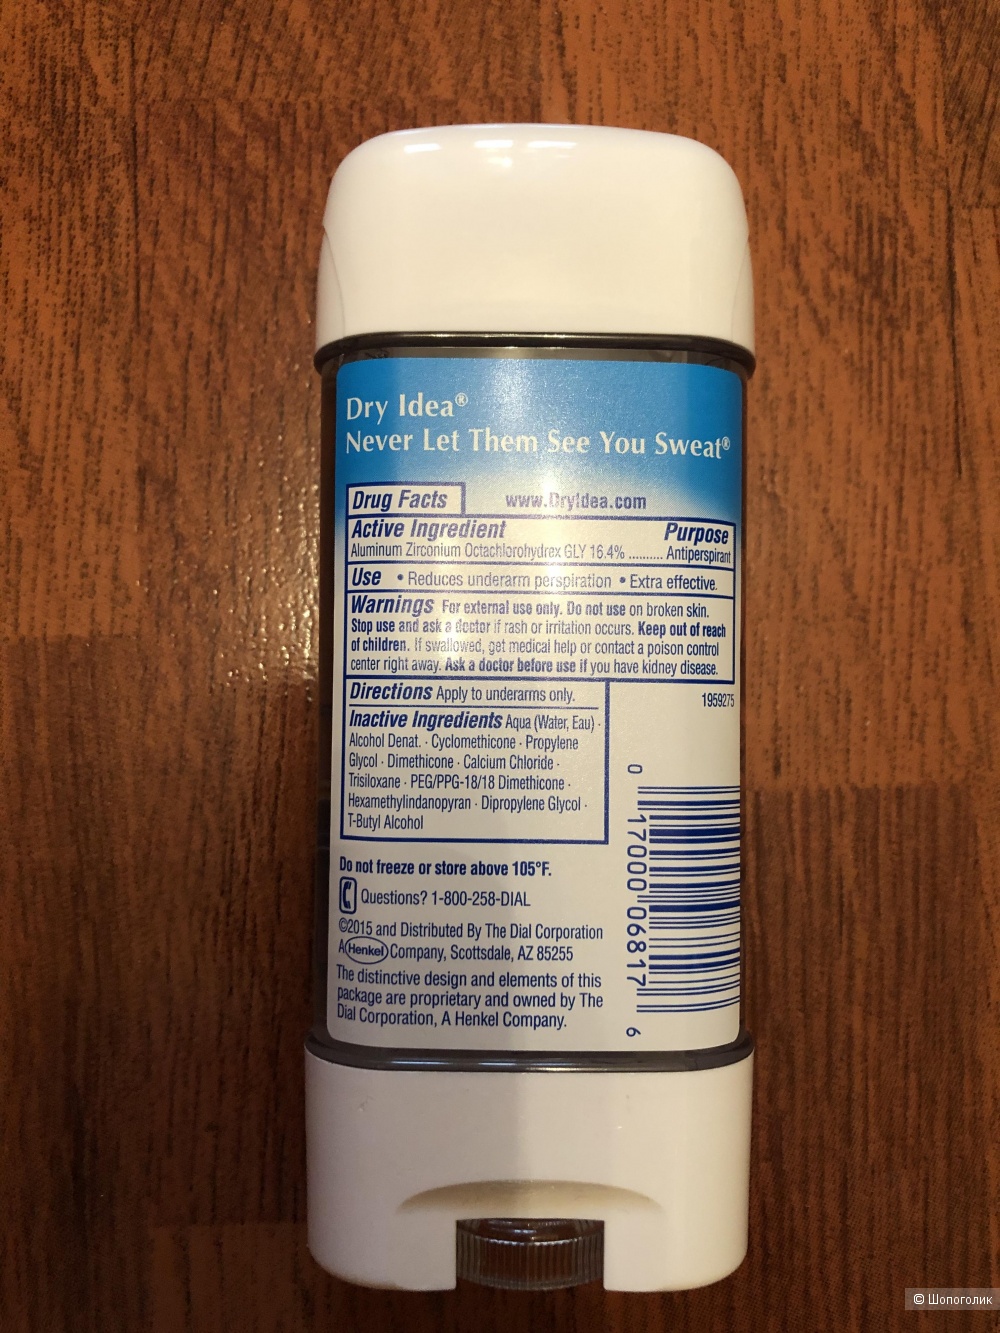 Dry Idea®
Never Let Them See You Sweat®
Drug Facts
www.DryIdea.com
Active Ingredient Purpose
Aluminum Zirconium Octachlorohydrex GLY 16.4% .......... Antiperspirant
Use • Reduces underarm perspiration • Extra effective.
Warnings For external use only. Do not use on broken skin.
Stop use and ask a doctor if rash or irritation occurs. Keep out of reach
of children. If swallowed, get medical help or contact a poison control
center right away. Ask a doctor before use if you have kidney disease.
Directions Apply to underarms only.
1959275
Inactive Ingredients Aqua (Water, Eau) ·
Alcohol Denat. · Cyclomethicone · Propylene
Glycol · Dimethicone · Calcium Chloride ·
Trisiloxane · PEG/PPG-18/18 Dimethicone ·
Hexamethylindanopyran · Dipropylene Glycol ·
T-Butyl Alcohol
0 17000 06817 6
Do not freeze or store above 105°F.
Questions? 1-800-258-DIAL
©2015 and Distributed By The Dial Corporation
A Henkel Company, Scottsdale, AZ 85255
The distinctive design and elements of this
package are proprietary and owned by The
Dial Corporation, A Henkel Company.
© Шопоголик